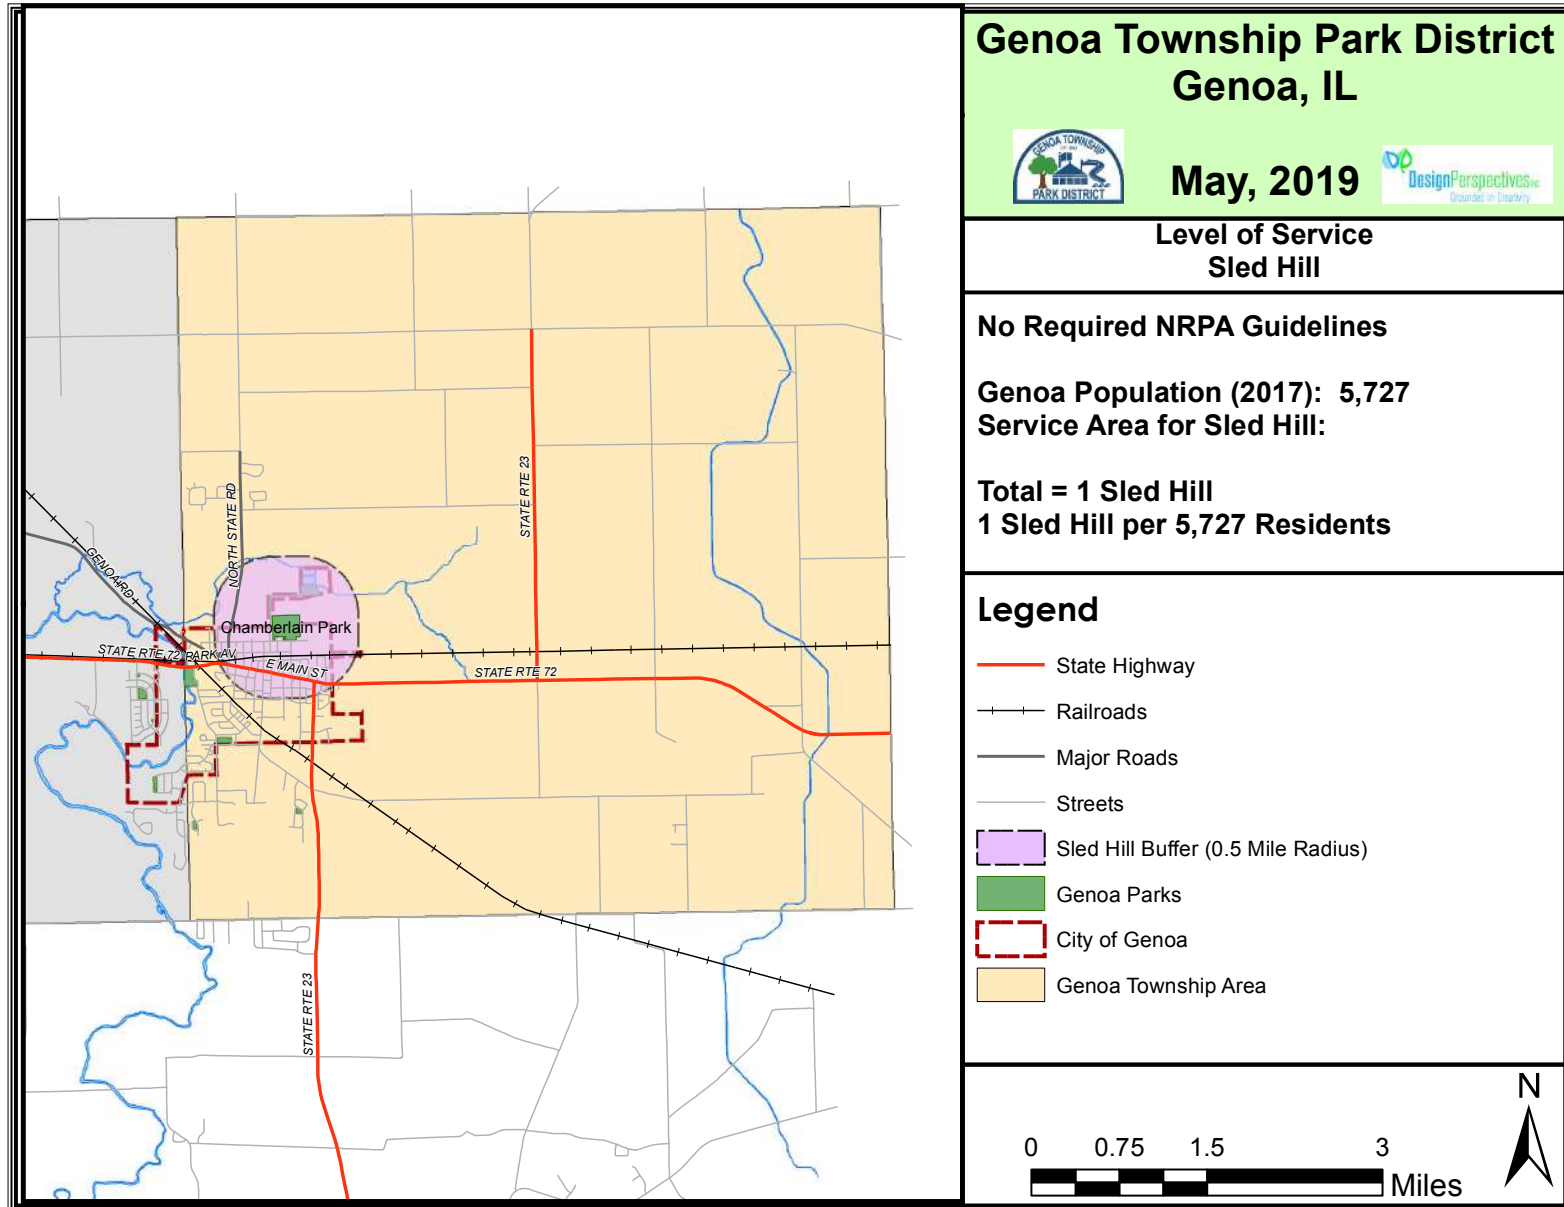 Genoa Township Park District
Genoa, IL
GENOA TOWNSHIP
PARK DISTRICT
May, 2019
DesignPerspectives inc.
Grounded in Creativity
Level of Service
Sled Hill
No Required NRPA Guidelines
Genoa Population (2017): 5,727
Service Area for Sled Hill:
Total = 1 Sled Hill
1 Sled Hill per 5,727 Residents
Legend
State Highway
Railroads
Major Roads
Streets
Sled Hill Buffer (0.5 Mile Radius)
Genoa Parks
City of Genoa
Genoa Township Area
N
0 0.75 1.5 3
Miles
STATE RTE 23
NORTH STATE RD
GENOA RD
Chamberlain Park
STATE RTE 72
PARK AV
E MAIN ST
STATE RTE 72
STATE RTE 23